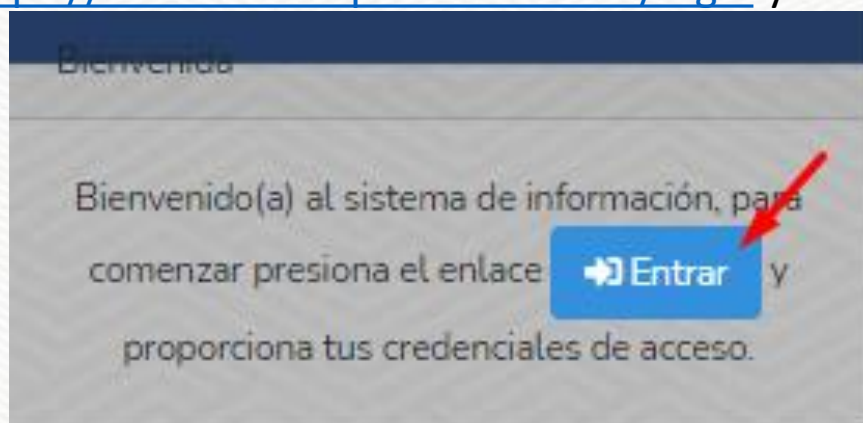 Bienvenida
Bienvenido(a) al sistema de información, para
comenzar presiona el enlace Entrar y
proporciona tus credenciales de acceso.